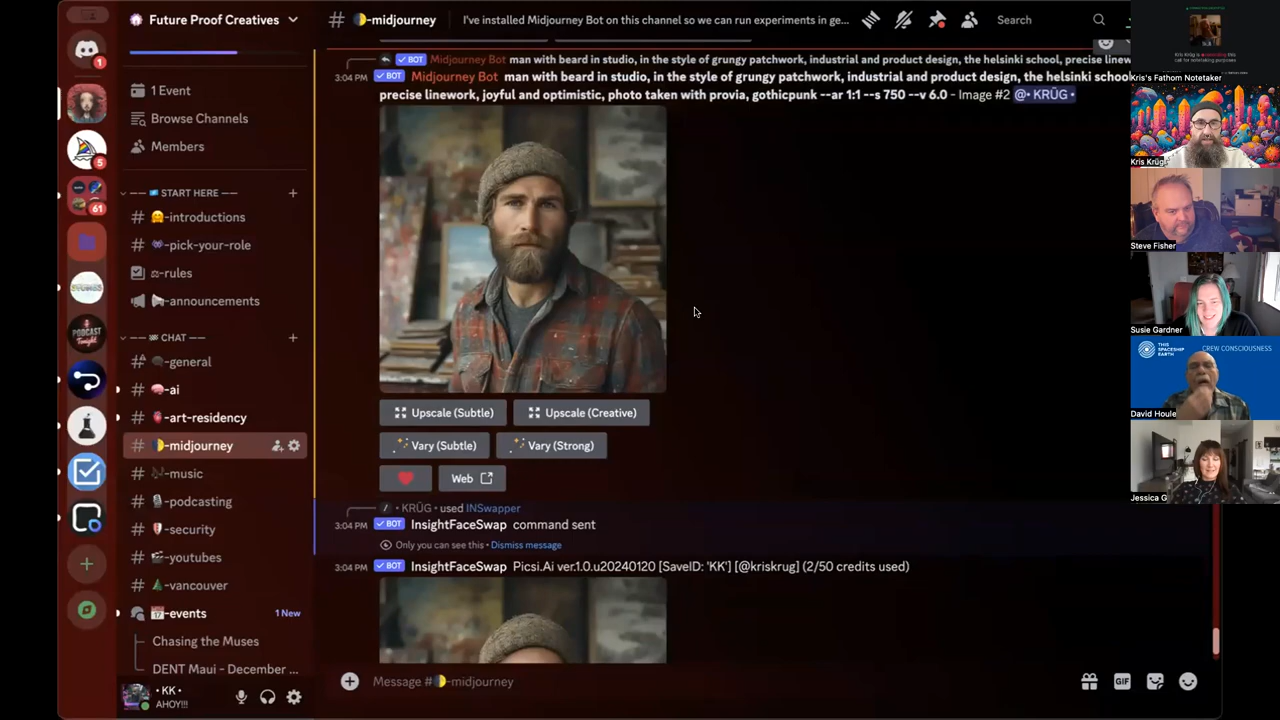 Future Proof Creatives
1 Event
Browse Channels
Members
START HERE
-introductions
-pick-your-role
-rules
-announcements
CHAT
-general
-ai
-art-residency
-midjourney
-music
-podcasting
-security
-youtubes
-vancouver
-events 1 New
Chasing the Muses
DENT Maui - December ...
• KK •
AHOY!!!
1
5
61
# -midjourney I've installed Midjourney Bot on this channel so we can run experiments in ge...
Search
BOT Midjourney Bot man with beard in studio, in the style of grungy patchwork, industrial and product design, the helsinki school, precise linew
3:04 PM BOT Midjourney Bot man with beard in studio, in the style of grungy patchwork, industrial and product design, the helsinki school,
precise linework, joyful and optimistic, photo taken with provia, gothicpunk --ar 1:1 --s 750 --v 6.0 - Image #2 @• KRÜG •
Upscale (Subtle) Upscale (Creative)
Vary (Subtle) Vary (Strong)
Web
• KRÜG • used INSwapper
3:04 PM BOT InsightFaceSwap command sent
Only you can see this • Dismiss message
3:04 PM BOT InsightFaceSwap Picsi.Ai ver.1.0.u20240120 [SaveID: 'KK'] [@kriskrug] (2/50 credits used)
Message # -midjourney
GIF
PODCAST
Tonight
Kris's Fathom Notetaker
Kris Krüg
Steve Fisher
Susie Gardner
THIS
SPACESHIP
EARTH
CREW CONSCIOUSNESS
David Houle
Jessica G